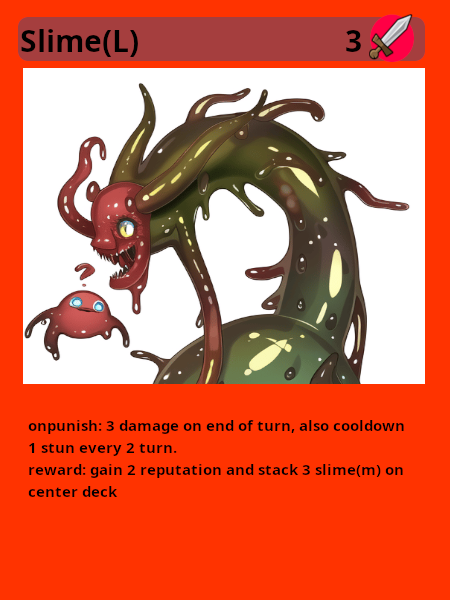 Slime(L) 3
?
onpunish: 3 damage on end of turn, also cooldown
1 stun every 2 turn.
reward: gain 2 reputation and stack 3 slime(m) on
center deck